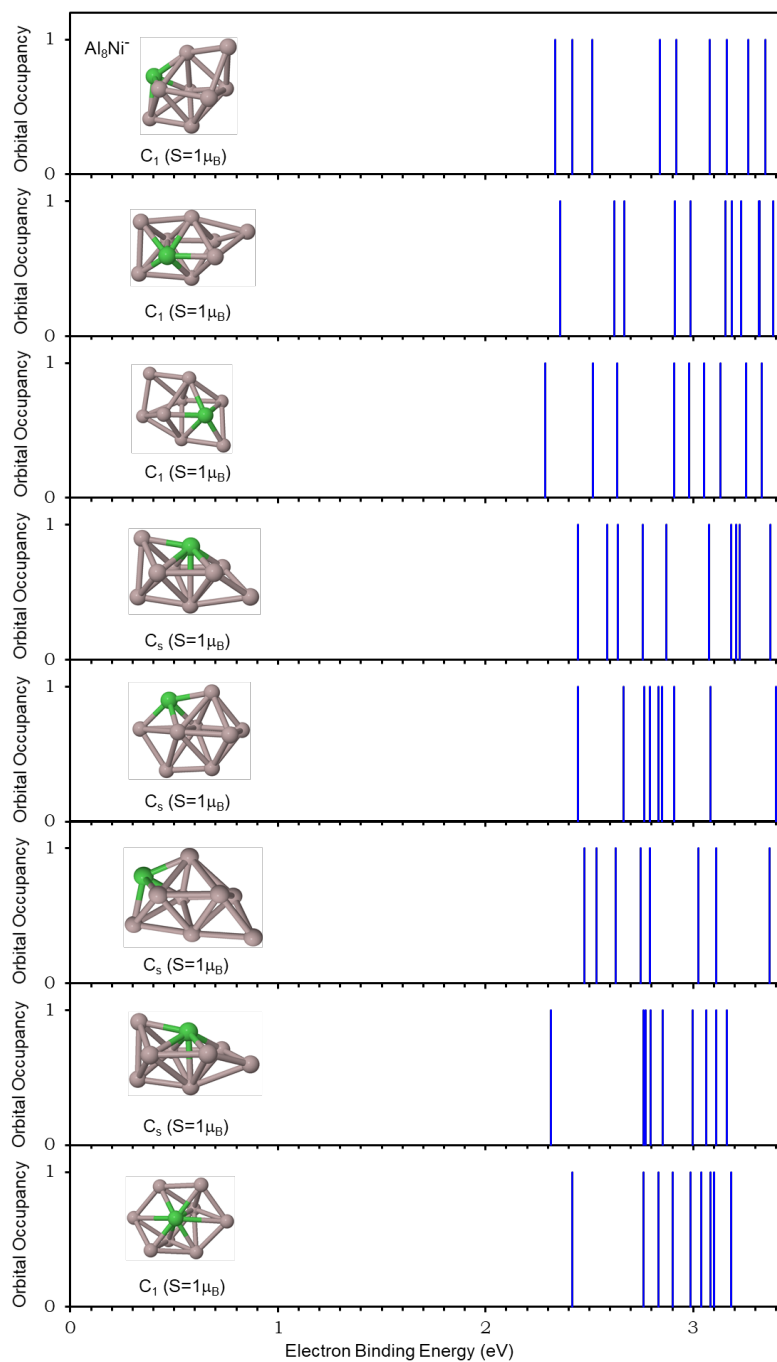 Orbital Occupancy
1
0
Al₈Ni⁻
C₁ (S=1μB)
Orbital Occupancy
1
0
C₁ (S=1μB)
Orbital Occupancy
1
0
C₁ (S=1μB)
Orbital Occupancy
1
0
Cₛ (S=1μB)
Orbital Occupancy
1
0
Cₛ (S=1μB)
Orbital Occupancy
1
0
Cₛ (S=1μB)
Orbital Occupancy
1
0
Cₛ (S=1μB)
Orbital Occupancy
1
0
C₁ (S=1μB)
0 1 2 3
Electron Binding Energy (eV)